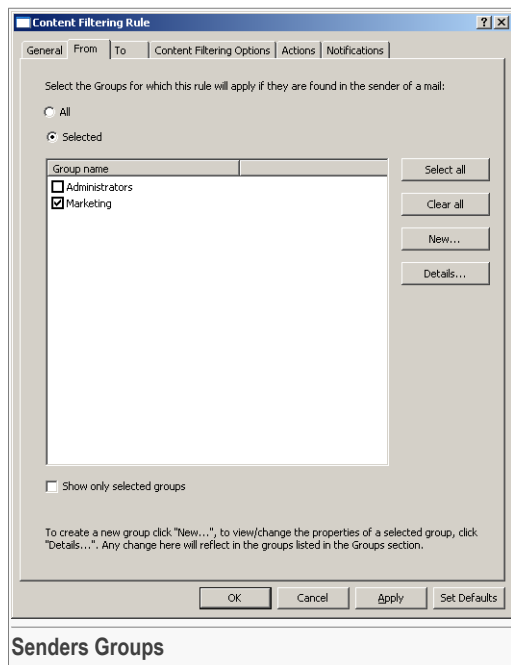 Content Filtering Rule
General From To Content Filtering Options Actions Notifications
Select the Groups for which this rule will apply if they are found in the sender of a mail:
All
Selected
Group name
Select all
Administrators
Marketing
Clear all
New...
Details...
Show only selected groups
To create a new group click "New...", to view/change the properties of a selected group, click
"Details...". Any change here will reflect in the groups listed in the Groups section.
OK Cancel Apply Set Defaults
Senders Groups